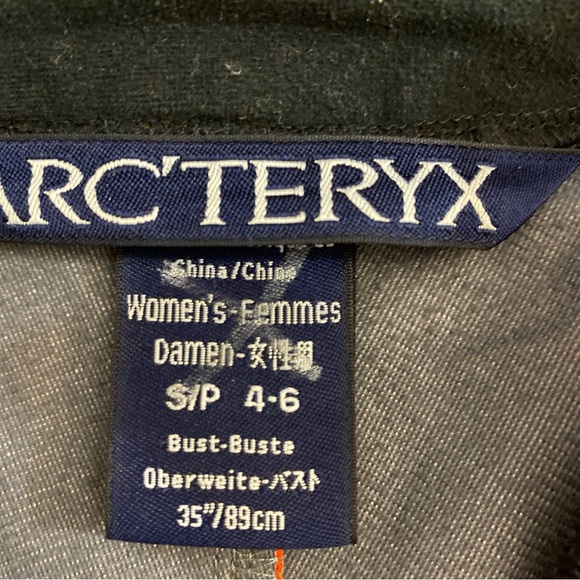 ARC'TERYX
China/Chine
Women's-Femmes
Damen-女性用
S/P 4-6
Bust-Buste
Oberweite-バスト
35"/89cm